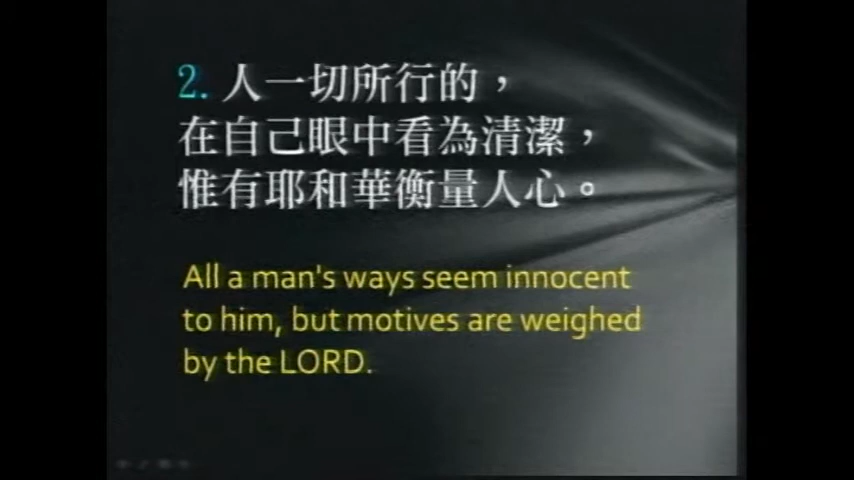 2. 人一切所行的，
在自己眼中看為清潔，
惟有耶和華衡量人心。
All a man's ways seem innocent
to him, but motives are weighed
by the LORD.